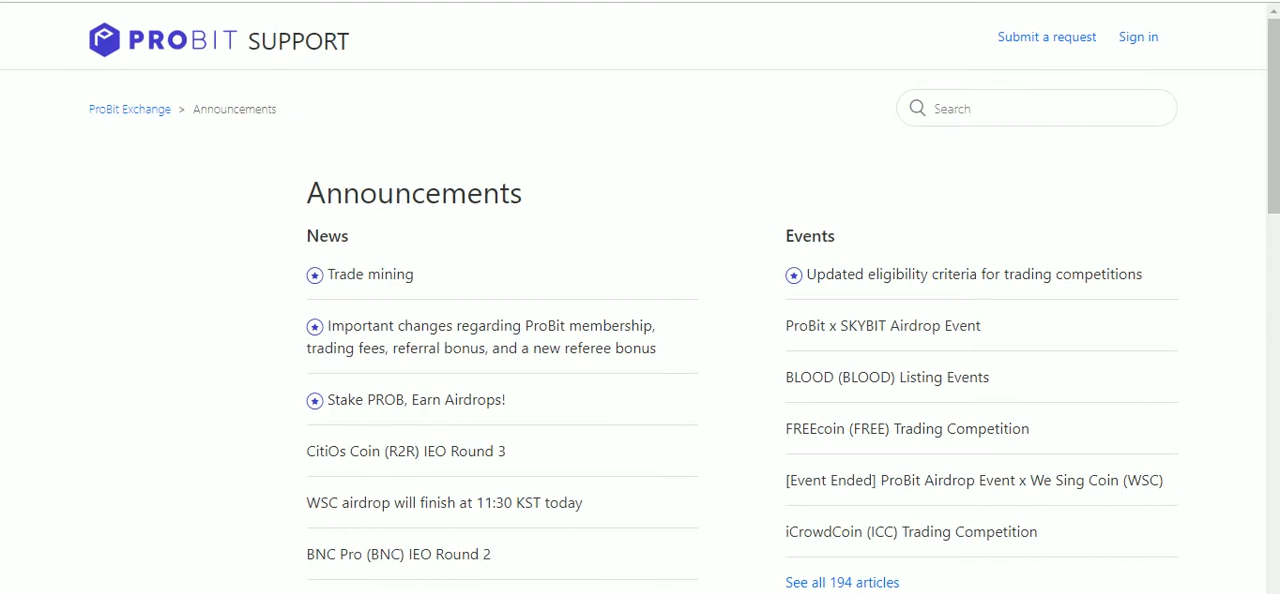 PROBIT SUPPORT
Submit a request
Sign in
ProBit Exchange > Announcements
Search
Announcements
News
Trade mining
Important changes regarding ProBit membership,
trading fees, referral bonus, and a new referee bonus
Stake PROB, Earn Airdrops!
CitiOs Coin (R2R) IEO Round 3
WSC airdrop will finish at 11:30 KST today
BNC Pro (BNC) IEO Round 2
Events
Updated eligibility criteria for trading competitions
ProBit x SKYBIT Airdrop Event
BLOOD (BLOOD) Listing Events
FREEcoin (FREE) Trading Competition
[Event Ended] ProBit Airdrop Event x We Sing Coin (WSC)
iCrowdCoin (ICC) Trading Competition
See all 194 articles